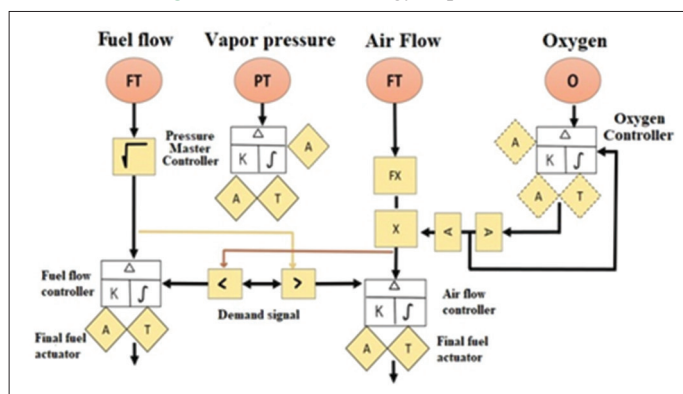 Fuel flow
Vapor pressure
Air Flow
Oxygen
FT
PT
FT
O
Pressure
Master
Controller
Δ
K ∫
A
A T
Oxygen
Controller
A
Δ
K ∫
A T
FX
X
<
>
Fuel flow
controller
Δ
K ∫
<
>
Demand signal
Δ
K ∫
Air flow
controller
Final fuel
actuator
A T
A T
Final fuel
actuator